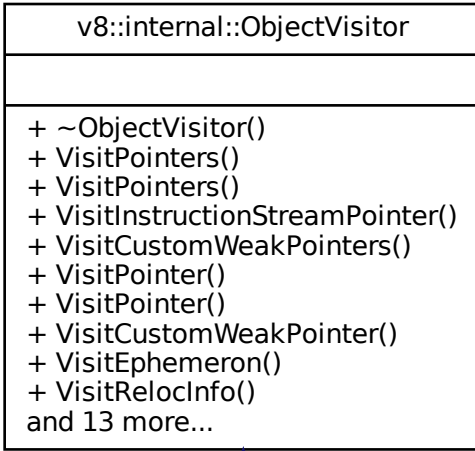 v8::internal::ObjectVisitor
+ ~ObjectVisitor()
+ VisitPointers()
+ VisitPointers()
+ VisitInstructionStreamPointer()
+ VisitCustomWeakPointers()
+ VisitPointer()
+ VisitPointer()
+ VisitCustomWeakPointer()
+ VisitEphemeron()
+ VisitRelocInfo()
and 13 more...